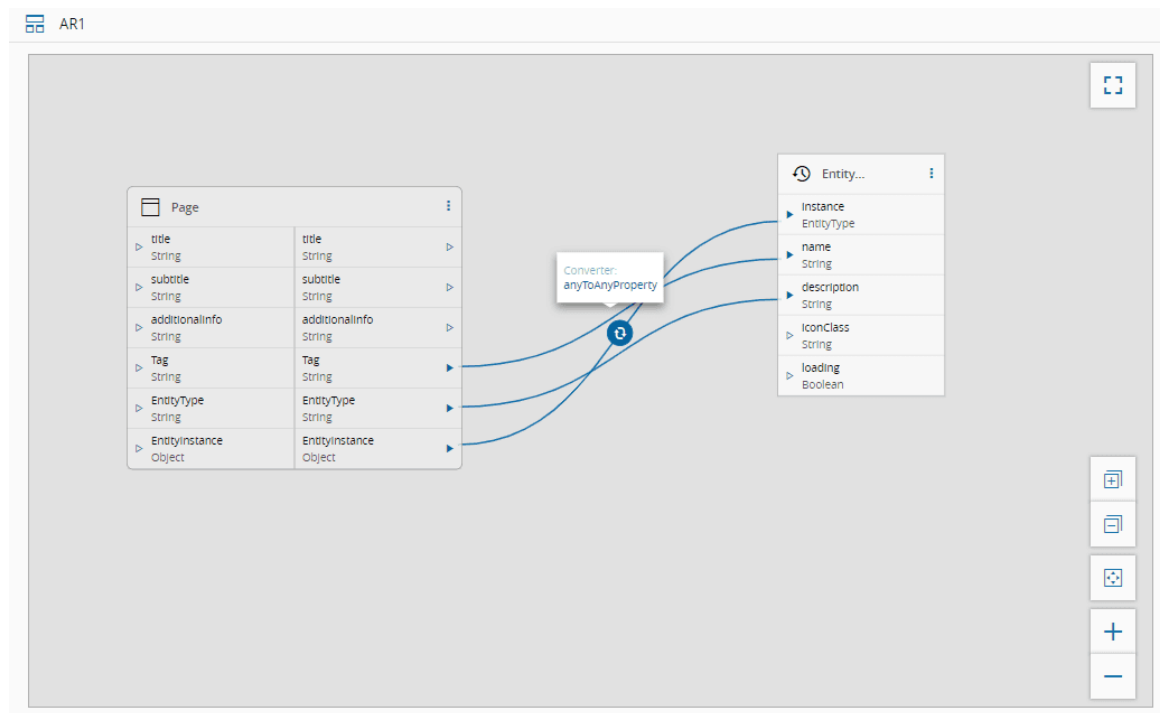 AR1
Page
title
String
title
String
subtitle
String
subtitle
String
additionalInfo
String
additionalInfo
String
Tag
String
Tag
String
EntityType
String
EntityType
String
EntityInstance
Object
EntityInstance
Object
Converter:
anyToAnyProperty
Entity...
Instance
EntityType
name
String
description
String
iconClass
String
loading
Boolean